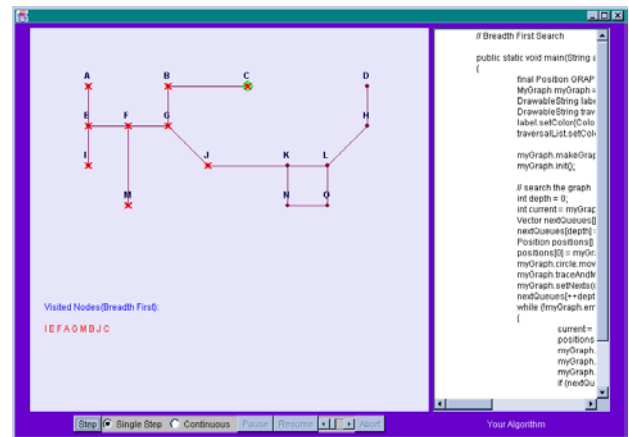 A B C D
E F G H
I J K L
M N O
Visited Nodes(Breadth First):
I E F A G M B J C
// Breadth First Search
public static void main(String a
{
final Position GRAP
MyGraph myGraph =
DrawableString labe
DrawableString trav
label.setColor(Colo
traversalList.setColo
myGraph.makeGrap
myGraph.init();
// search the graph
int depth = 0;
int current = myGrap
Vector nextQueues[]
nextQueues[depth] =
Position positions[]
positions[0] = myGra
myGraph.circle.mov
myGraph.traceAndM
myGraph.setNexts(c
nextQueues[++dept
while (!myGraph.em
{
current =
positions
myGraph.
myGraph.
myGraph.
if (nextQu
Step Single Step Continuous Pause Resume Abort Your Algorithm